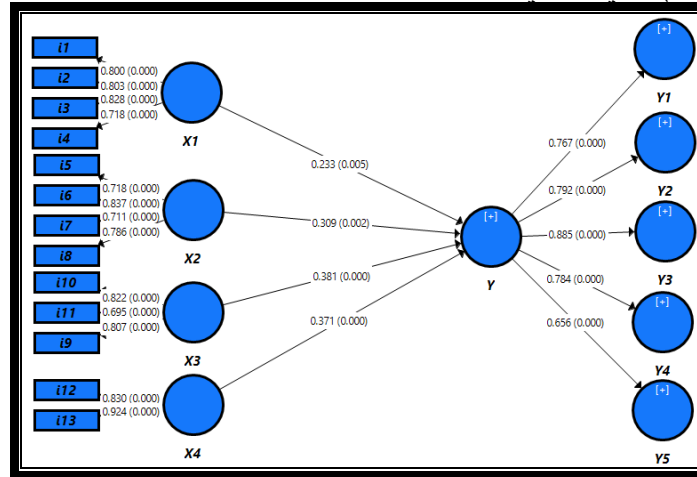 i1
i2
i3
i4
0.800 (0.000)
0.803 (0.000)
0.828 (0.000)
0.718 (0.000)
X1
i5
i6
i7
i8
0.718 (0.000)
0.837 (0.000)
0.711 (0.000)
0.786 (0.000)
X2
i10
i11
i9
0.822 (0.000)
0.695 (0.000)
0.807 (0.000)
X3
i12
i13
0.830 (0.000)
0.924 (0.000)
X4
0.233 (0.005)
0.309 (0.002)
0.381 (0.000)
0.371 (0.000)
[+]
Y
0.767 (0.000)
0.792 (0.000)
0.885 (0.000)
0.784 (0.000)
0.656 (0.000)
[+]
Y1
[+]
Y2
[+]
Y3
[+]
Y4
[+]
Y5